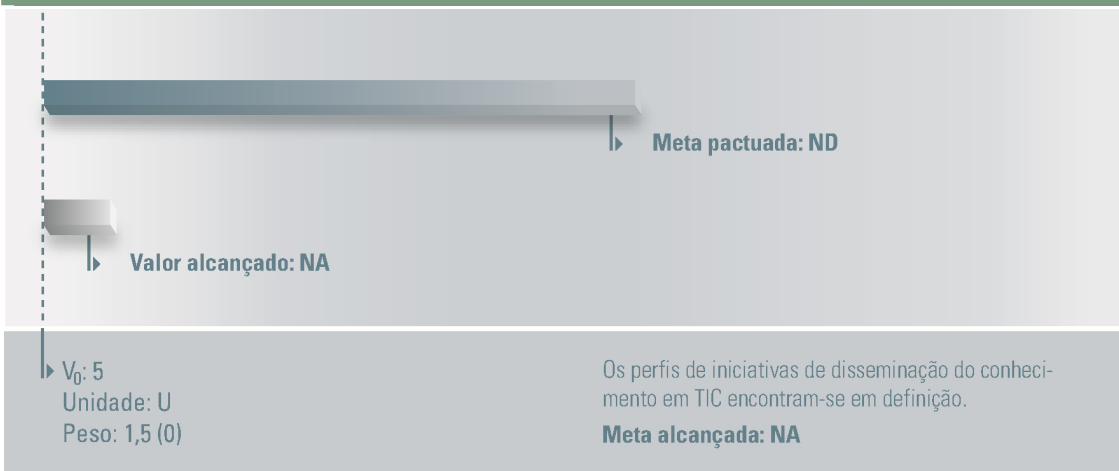 Meta pactuada: ND
Valor alcançado: NA
V₀: 5
Unidade: U
Peso: 1,5 (0)
Os perfis de iniciativas de disseminação do conheci-
mento em TIC encontram-se em definição.
Meta alcançada: NA